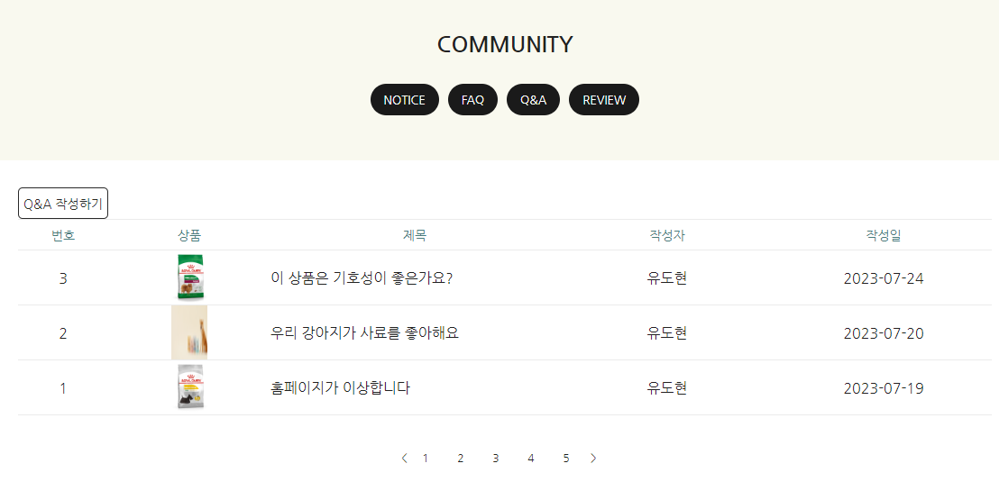 COMMUNITY
NOTICE FAQ Q&A REVIEW
Q&A 작성하기
번호 상품 제목 작성자 작성일
3 이 상품은 기호성이 좋은가요? 유도현 2023-07-24
2 우리 강아지가 사료를 좋아해요 유도현 2023-07-20
1 홈페이지가 이상합니다 유도현 2023-07-19
< 1 2 3 4 5 >